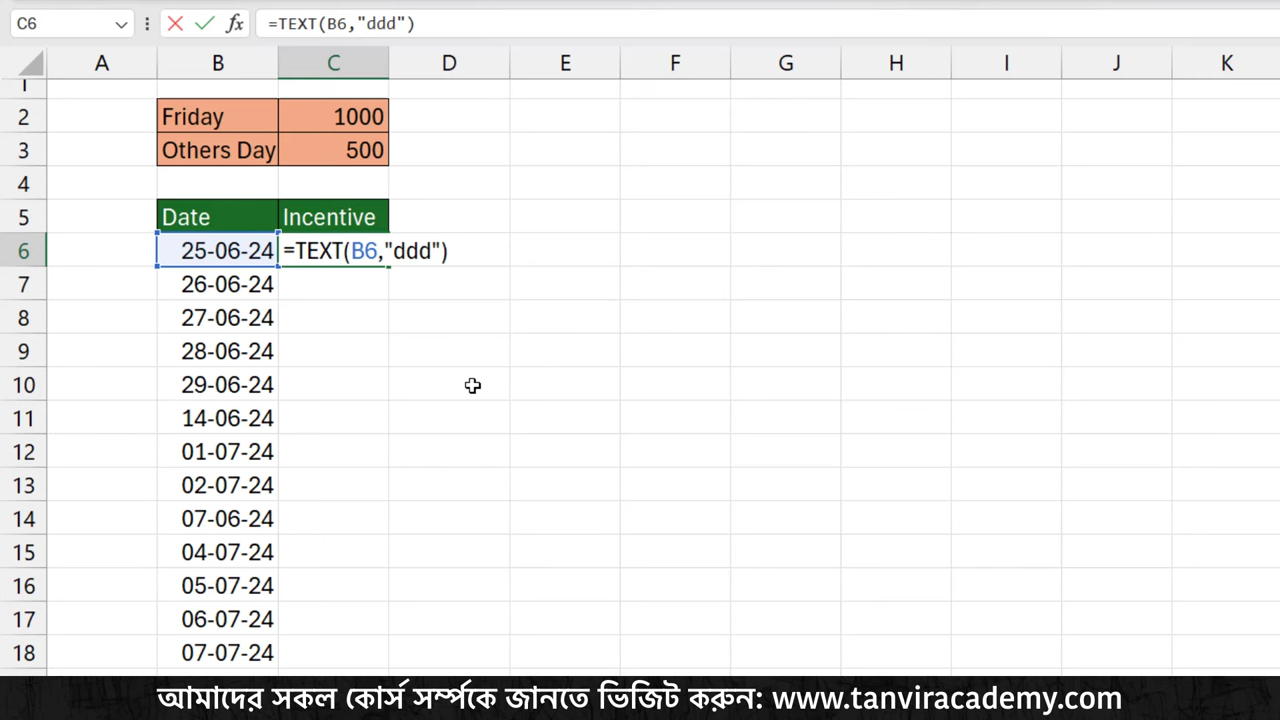 C6 fx =TEXT(B6,"ddd")
A B C D E F G H I J K
1
2 Friday 1000
3 Others Day 500
4
5 Date Incentive
6 25-06-24 =TEXT(B6,"ddd")
7 26-06-24
8 27-06-24
9 28-06-24
10 29-06-24
11 14-06-24
12 01-07-24
13 02-07-24
14 07-06-24
15 04-07-24
16 05-07-24
17 06-07-24
18 07-07-24
আমাদের সকল কোর্স সর্ম্পকে জানতে ভিজিট করুন: www.tanviracademy.com